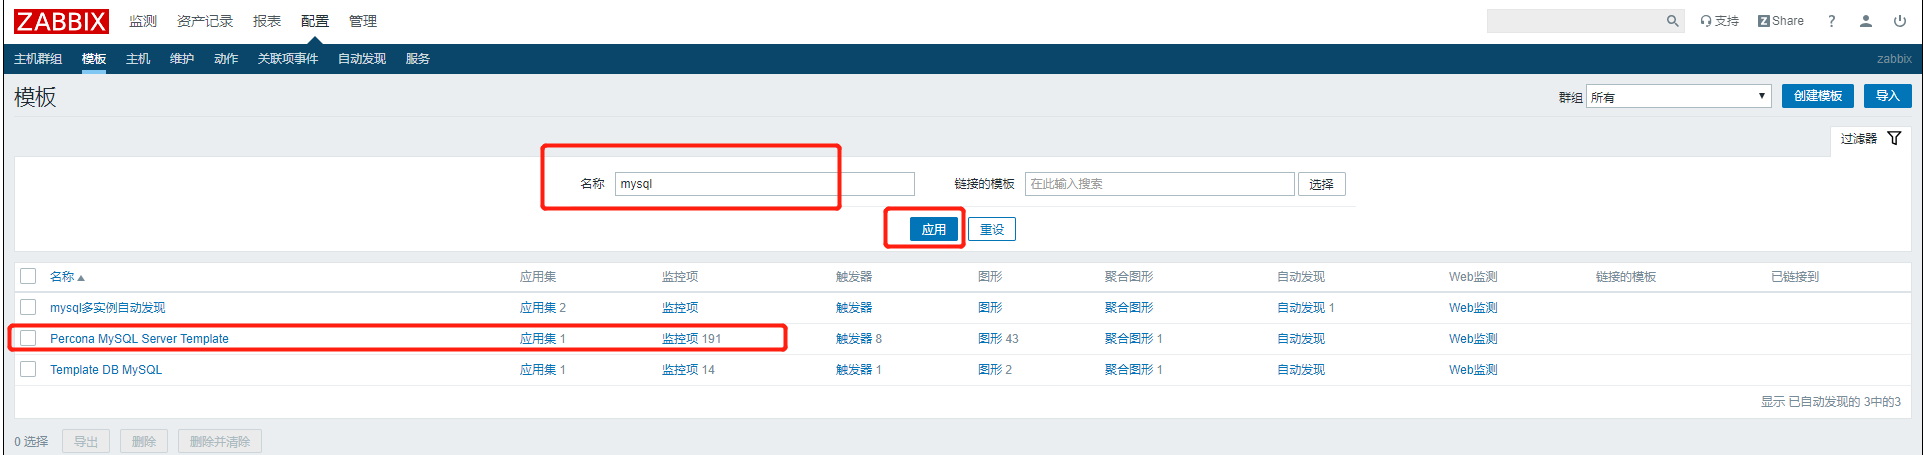 ZABBIX 监测 资产记录 报表 配置 管理 支持 Z Share ?
主机群组 模板 主机 维护 动作 关联项事件 自动发现 服务 zabbix
模板 群组 所有 创建模板 导入
过滤器
名称 mysql 链接的模板 在此输入搜索 选择
应用 重设
名称 应用集 监控项 触发器 图形 聚合图形 自动发现 Web监测 链接的模板 已链接到
mysql多实例自动发现 应用集 2 监控项 触发器 图形 聚合图形 自动发现 1 Web监测
Percona MySQL Server Template 应用集 1 监控项 191 触发器 8 图形 43 聚合图形 1 自动发现 Web监测
Template DB MySQL 应用集 1 监控项 14 触发器 1 图形 2 聚合图形 1 自动发现 Web监测
显示 已自动发现的 3中的3
0 选择 导出 删除 删除并清除